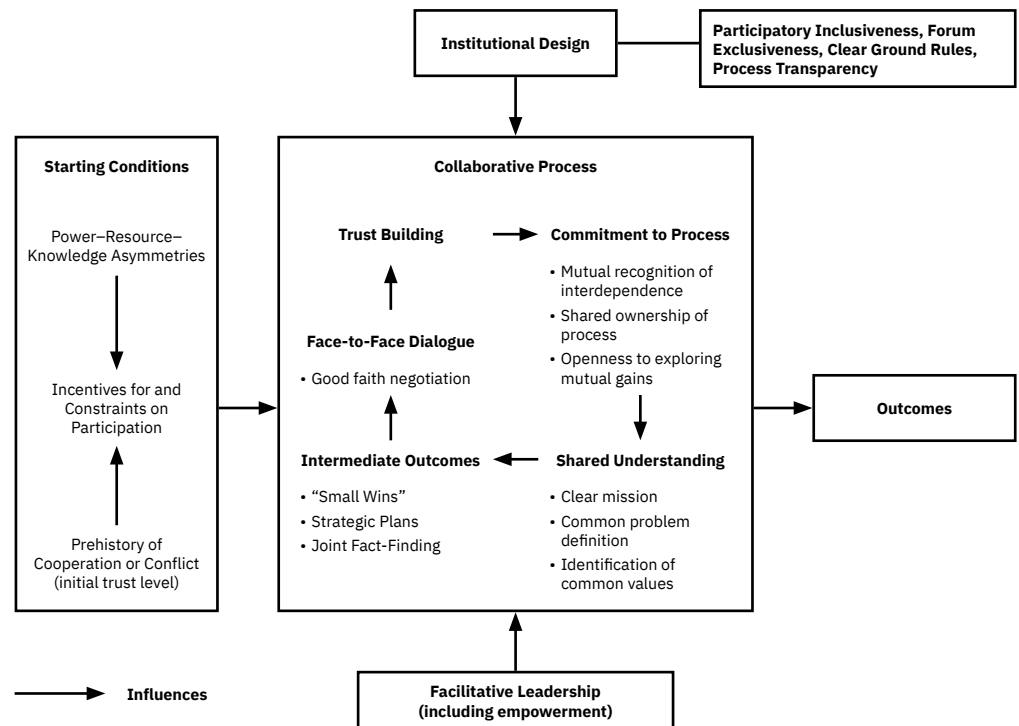 Institutional Design
Participatory Inclusiveness, Forum
Exclusiveness, Clear Ground Rules,
Process Transparency
Starting Conditions
Power–Resource–
Knowledge Asymmetries
Incentives for and
Constraints on
Participation
Prehistory of
Cooperation or Conflict
(initial trust level)
Collaborative Process
Trust Building
Commitment to Process
• Mutual recognition of
interdependence
• Shared ownership of
process
• Openness to exploring
mutual gains
Face-to-Face Dialogue
• Good faith negotiation
Intermediate Outcomes
• “Small Wins”
• Strategic Plans
• Joint Fact-Finding
Shared Understanding
• Clear mission
• Common problem
definition
• Identification of
common values
Outcomes
Influences
Facilitative Leadership
(including empowerment)